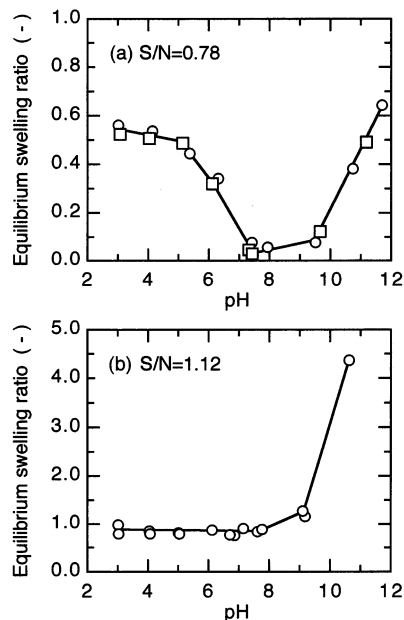 Equilibrium swelling ratio (-)
1.0
0.8
0.6
0.4
0.2
0.0
(a) S/N=0.78
2 4 6 8 10 12
pH
Equilibrium swelling ratio (-)
5.0
4.0
3.0
2.0
1.0
0.0
(b) S/N=1.12
2 4 6 8 10 12
pH